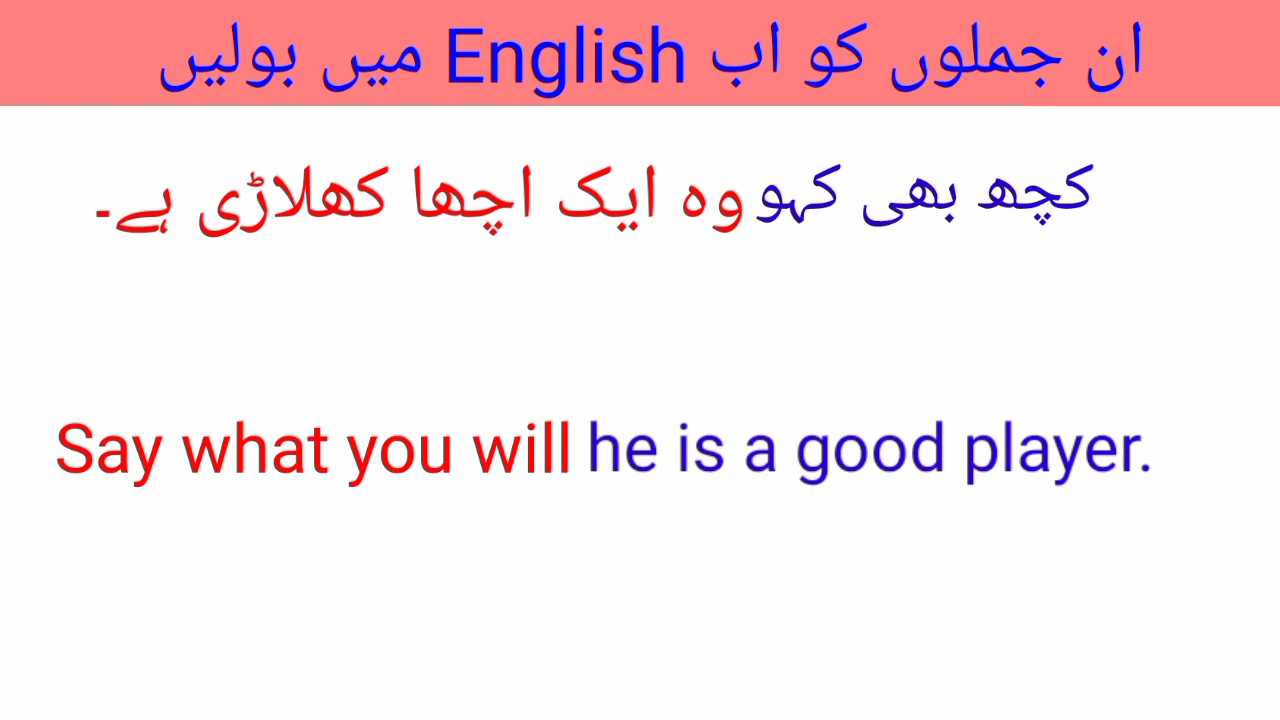 ان جملوں کو اب English میں بولیں
کچھ بھی کہو وہ ایک اچھا کھلاڑی ہے۔
Say what you will he is a good player.